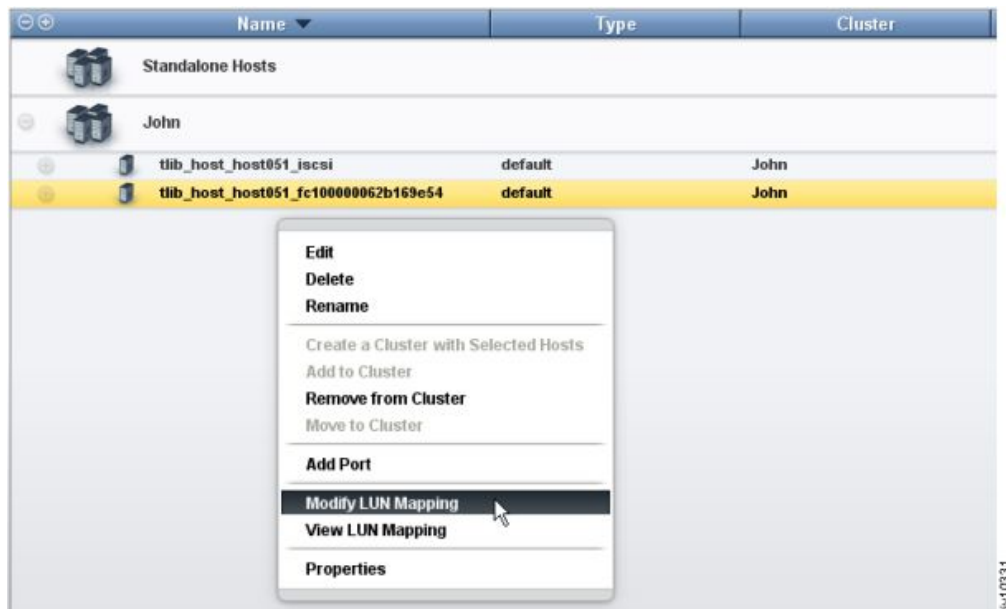 Name Type Cluster
Standalone Hosts
John
tlib_host_host051_iscsi default John
tlib_host_host051_fc100000062b169e54 default John
Edit
Delete
Rename
Create a Cluster with Selected Hosts
Add to Cluster
Remove from Cluster
Move to Cluster
Add Port
Modify LUN Mapping
View LUN Mapping
Properties